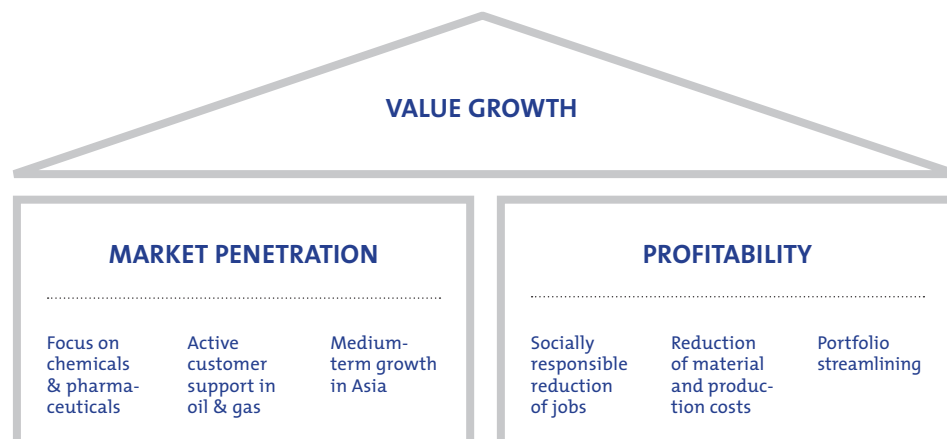 VALUE GROWTH
MARKET PENETRATION
Focus on
chemicals
& pharma-
ceuticals
Active
customer
support in
oil & gas
Medium-
term growth
in Asia
PROFITABILITY
Socially
responsible
reduction
of jobs
Reduction
of material
and produc-
tion costs
Portfolio
streamlining